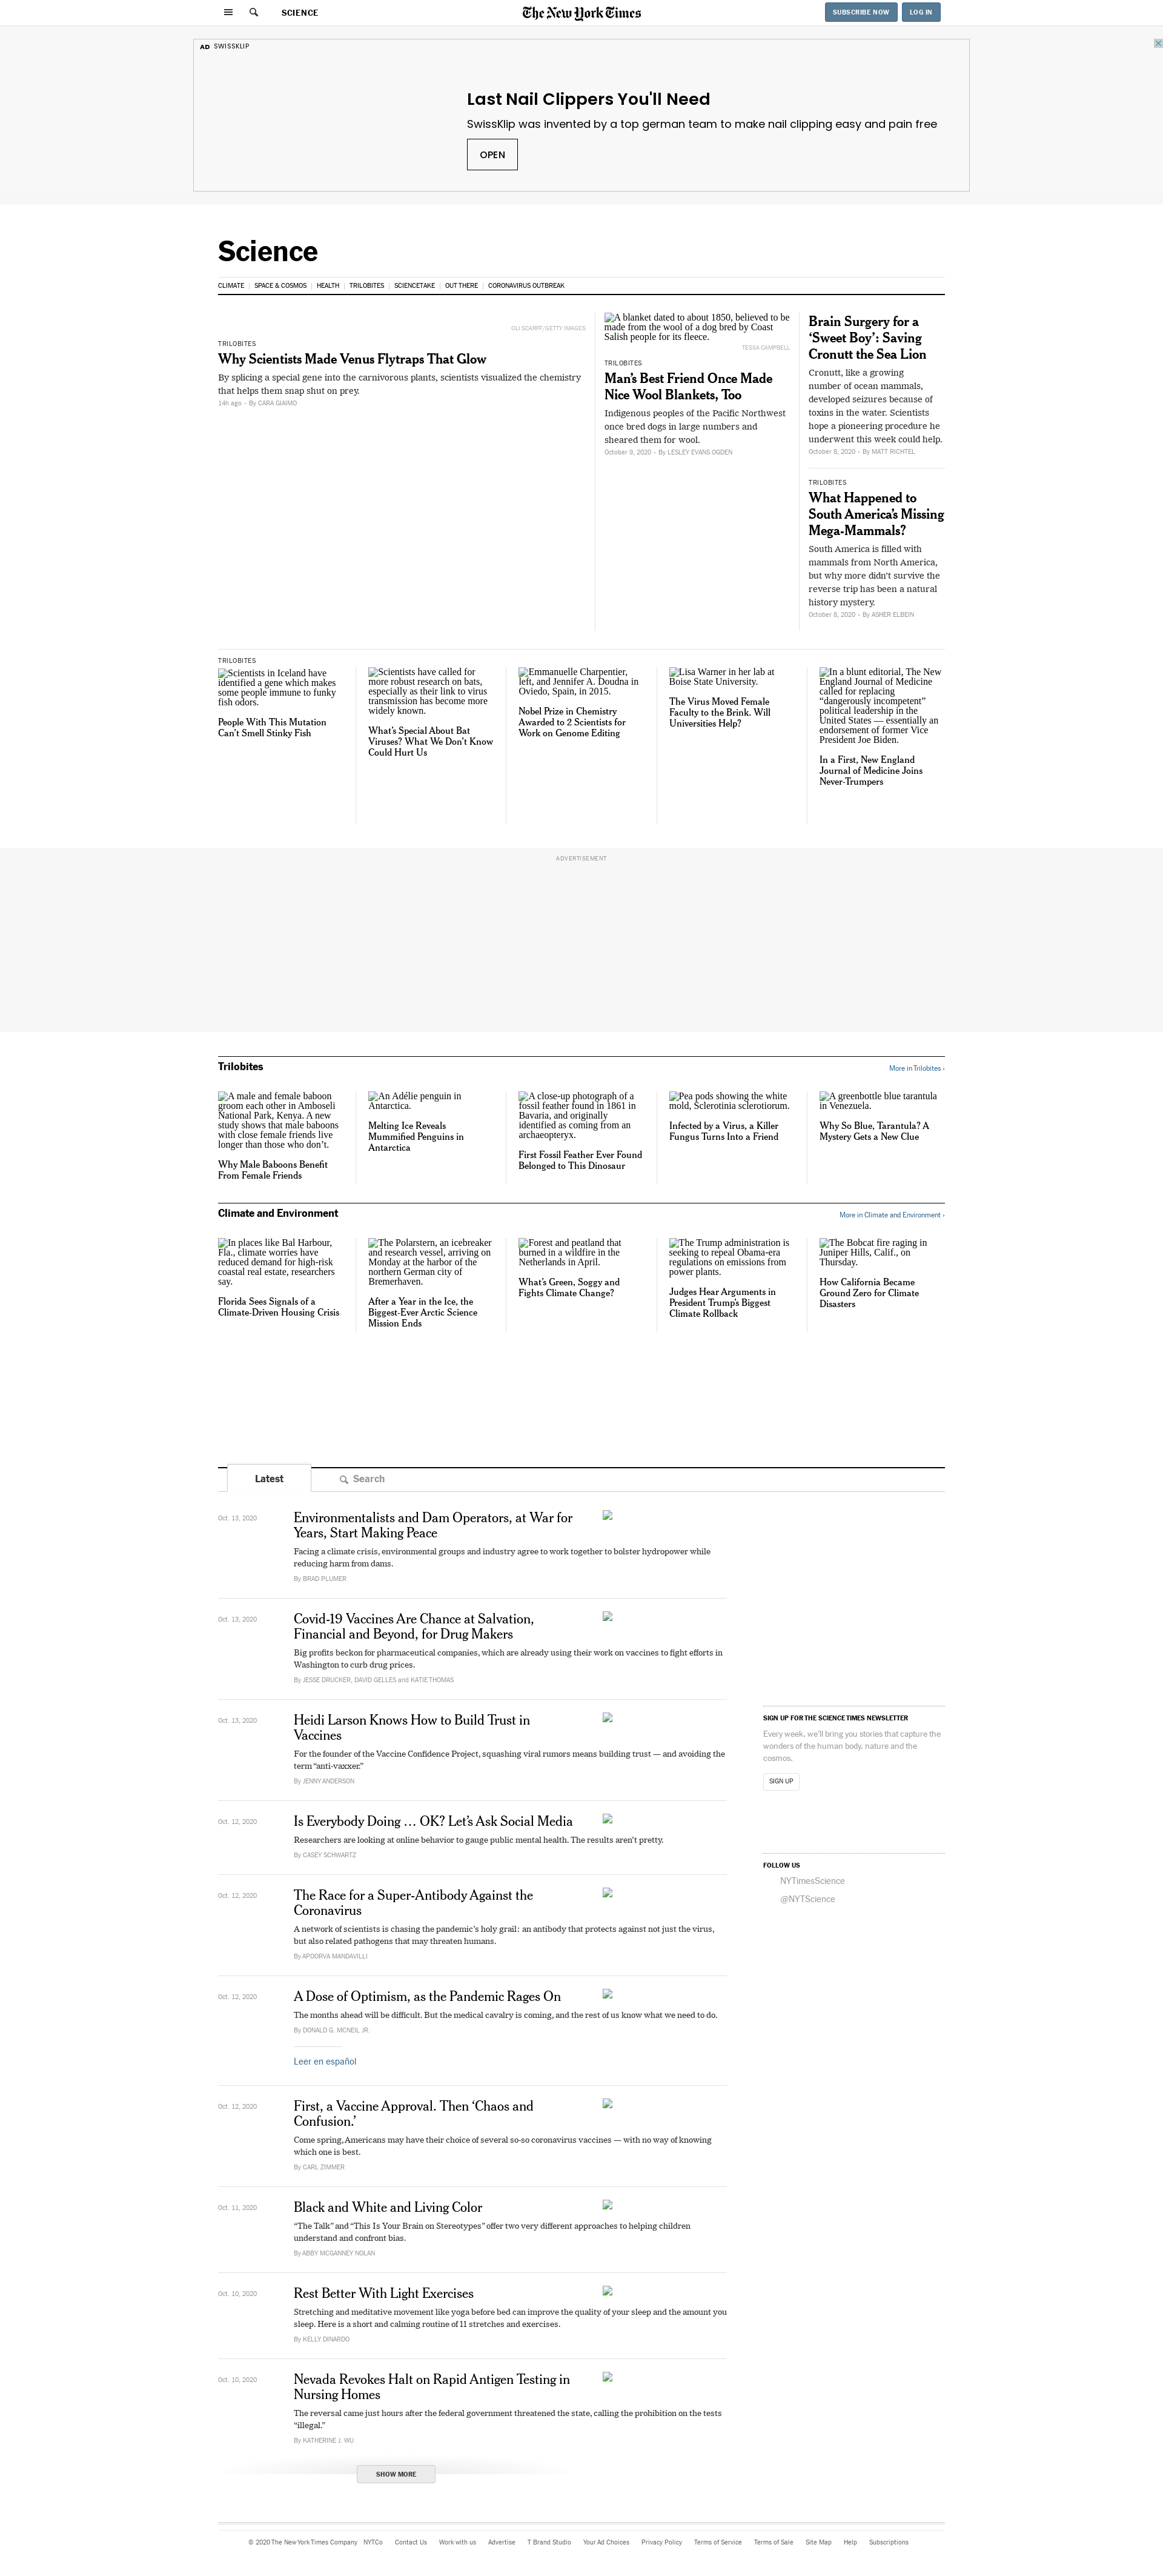 SCIENCE
The New York Times
SUBSCRIBE NOW
LOG IN
AD SWISSKLIP
Last Nail Clippers You'll Need
SwissKlip was invented by a top german team to make nail clipping easy and pain free
OPEN
Science
CLIMATE | SPACE & COSMOS | HEALTH | TRILOBITES | SCIENCETAKE | OUT THERE | CORONAVIRUS OUTBREAK
OLI SCARFF/GETTY IMAGES
TRILOBITES
Why Scientists Made Venus Flytraps That Glow
By splicing a special gene into the carnivorous plants, scientists visualized the chemistry
that helps them snap shut on prey.
14h ago • By CARA GIAIMO
A blanket dated to about 1850, believed to be
made from the wool of a dog bred by Coast
Salish people for its fleece.
TESSA CAMPBELL
TRILOBITES
Man’s Best Friend Once Made
Nice Wool Blankets, Too
Indigenous peoples of the Pacific Northwest
once bred dogs in large numbers and
sheared them for wool.
October 9, 2020 • By LESLEY EVANS OGDEN
Brain Surgery for a
‘Sweet Boy’: Saving
Cronutt the Sea Lion
Cronutt, like a growing
number of ocean mammals,
developed seizures because of
toxins in the water. Scientists
hope a pioneering procedure he
underwent this week could help.
October 8, 2020 • By MATT RICHTEL
TRILOBITES
What Happened to
South America’s Missing
Mega-Mammals?
South America is filled with
mammals from North America,
but why more didn’t survive the
reverse trip has been a natural
history mystery.
October 8, 2020 • By ASHER ELBEIN
TRILOBITES
Scientists in Iceland have
identified a gene which makes
some people immune to funky
fish odors.
People With This Mutation
Can’t Smell Stinky Fish
Scientists have called for
more robust research on bats,
especially as their link to virus
transmission has become more
widely known.
What’s Special About Bat
Viruses? What We Don’t Know
Could Hurt Us
Emmanuelle Charpentier,
left, and Jennifer A. Doudna in
Oviedo, Spain, in 2015.
Nobel Prize in Chemistry
Awarded to 2 Scientists for
Work on Genome Editing
Lisa Warner in her lab at
Boise State University.
The Virus Moved Female
Faculty to the Brink. Will
Universities Help?
In a blunt editorial, The New
England Journal of Medicine
called for replacing
“dangerously incompetent”
political leadership in the
United States — essentially an
endorsement of former Vice
President Joe Biden.
In a First, New England
Journal of Medicine Joins
Never-Trumpers
ADVERTISEMENT
Trilobites
More in Trilobites ›
A male and female baboon
groom each other in Amboseli
National Park, Kenya. A new
study shows that male baboons
with close female friends live
longer than those who don’t.
Why Male Baboons Benefit
From Female Friends
An Adélie penguin in
Antarctica.
Melting Ice Reveals
Mummified Penguins in
Antarctica
A close-up photograph of a
fossil feather found in 1861 in
Bavaria, and originally
identified as coming from an
archaeopteryx.
First Fossil Feather Ever Found
Belonged to This Dinosaur
Pea pods showing the white
mold, Sclerotinia sclerotiorum.
Infected by a Virus, a Killer
Fungus Turns Into a Friend
A greenbottle blue tarantula
in Venezuela.
Why So Blue, Tarantula? A
Mystery Gets a New Clue
Climate and Environment
More in Climate and Environment ›
In places like Bal Harbour,
Fla., climate worries have
reduced demand for high-risk
coastal real estate, researchers
say.
Florida Sees Signals of a
Climate-Driven Housing Crisis
The Polarstern, an icebreaker
and research vessel, arriving on
Monday at the harbor of the
northern German city of
Bremerhaven.
After a Year in the Ice, the
Biggest-Ever Arctic Science
Mission Ends
Forest and peatland that
burned in a wildfire in the
Netherlands in April.
What’s Green, Soggy and
Fights Climate Change?
The Trump administration is
seeking to repeal Obama-era
regulations on emissions from
power plants.
Judges Hear Arguments in
President Trump’s Biggest
Climate Rollback
The Bobcat fire raging in
Juniper Hills, Calif., on
Thursday.
How California Became
Ground Zero for Climate
Disasters
Latest
Search
Oct. 13, 2020
Environmentalists and Dam Operators, at War for
Years, Start Making Peace
Facing a climate crisis, environmental groups and industry agree to work together to bolster hydropower while
reducing harm from dams.
By BRAD PLUMER
Oct. 13, 2020
Covid-19 Vaccines Are Chance at Salvation,
Financial and Beyond, for Drug Makers
Big profits beckon for pharmaceutical companies, which are already using their work on vaccines to fight efforts in
Washington to curb drug prices.
By JESSE DRUCKER, DAVID GELLES and KATIE THOMAS
Oct. 13, 2020
Heidi Larson Knows How to Build Trust in
Vaccines
For the founder of the Vaccine Confidence Project, squashing viral rumors means building trust — and avoiding the
term “anti-vaxxer.”
By JENNY ANDERSON
Oct. 12, 2020
Is Everybody Doing … OK? Let’s Ask Social Media
Researchers are looking at online behavior to gauge public mental health. The results aren’t pretty.
By CASEY SCHWARTZ
Oct. 12, 2020
The Race for a Super-Antibody Against the
Coronavirus
A network of scientists is chasing the pandemic’s holy grail: an antibody that protects against not just the virus,
but also related pathogens that may threaten humans.
By APOORVA MANDAVILLI
Oct. 12, 2020
A Dose of Optimism, as the Pandemic Rages On
The months ahead will be difficult. But the medical cavalry is coming, and the rest of us know what we need to do.
By DONALD G. MCNEIL JR.
Leer en español
Oct. 12, 2020
First, a Vaccine Approval. Then ‘Chaos and
Confusion.’
Come spring, Americans may have their choice of several so-so coronavirus vaccines — with no way of knowing
which one is best.
By CARL ZIMMER
Oct. 11, 2020
Black and White and Living Color
“The Talk” and “This Is Your Brain on Stereotypes” offer two very different approaches to helping children
understand and confront bias.
By ABBY MCGANNEY NOLAN
Oct. 10, 2020
Rest Better With Light Exercises
Stretching and meditative movement like yoga before bed can improve the quality of your sleep and the amount you
sleep. Here is a short and calming routine of 11 stretches and exercises.
By KELLY DINARDO
Oct. 10, 2020
Nevada Revokes Halt on Rapid Antigen Testing in
Nursing Homes
The reversal came just hours after the federal government threatened the state, calling the prohibition on the tests
“illegal.”
By KATHERINE J. WU
SHOW MORE
SIGN UP FOR THE SCIENCE TIMES NEWSLETTER
Every week, we’ll bring you stories that capture the
wonders of the human body, nature and the
cosmos.
SIGN UP
FOLLOW US
NYTimesScience
@NYTScience
© 2020 The New York Times Company NYTCo Contact Us Work with us Advertise T Brand Studio Your Ad Choices Privacy Policy Terms of Service Terms of Sale Site Map Help Subscriptions